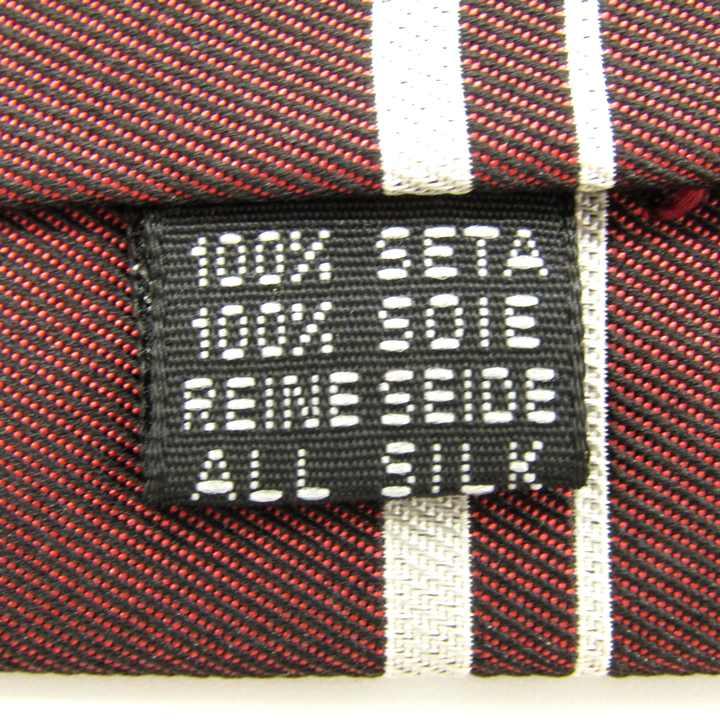 100% SETA
100% SOIE
REINE SEIDE
ALL SILK